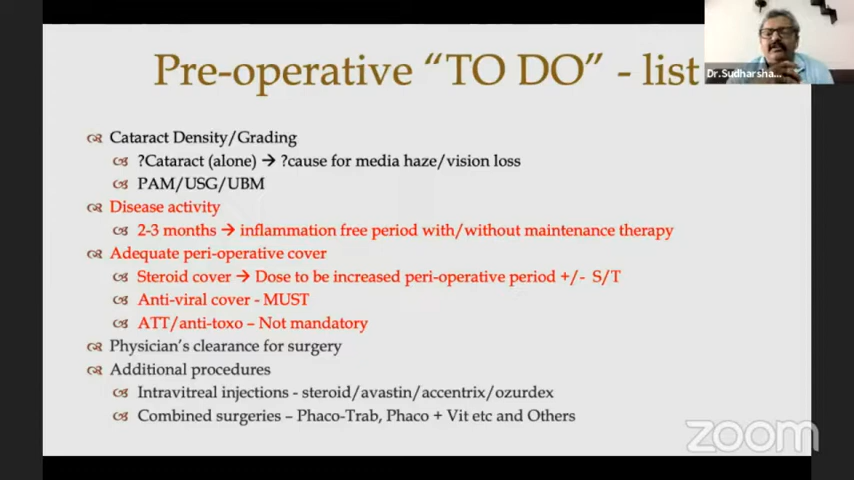 Pre-operative “TO DO” - list
Dr.Sudharsha...
Cataract Density/Grading
?Cataract (alone) → ?cause for media haze/vision loss
PAM/USG/UBM
Disease activity
2-3 months → inflammation free period with/without maintenance therapy
Adequate peri-operative cover
Steroid cover → Dose to be increased peri-operative period +/- S/T
Anti-viral cover - MUST
ATT/anti-toxo – Not mandatory
Physician’s clearance for surgery
Additional procedures
Intravitreal injections - steroid/avastin/accentrix/ozurdex
Combined surgeries – Phaco-Trab, Phaco + Vit etc and Others
zoom